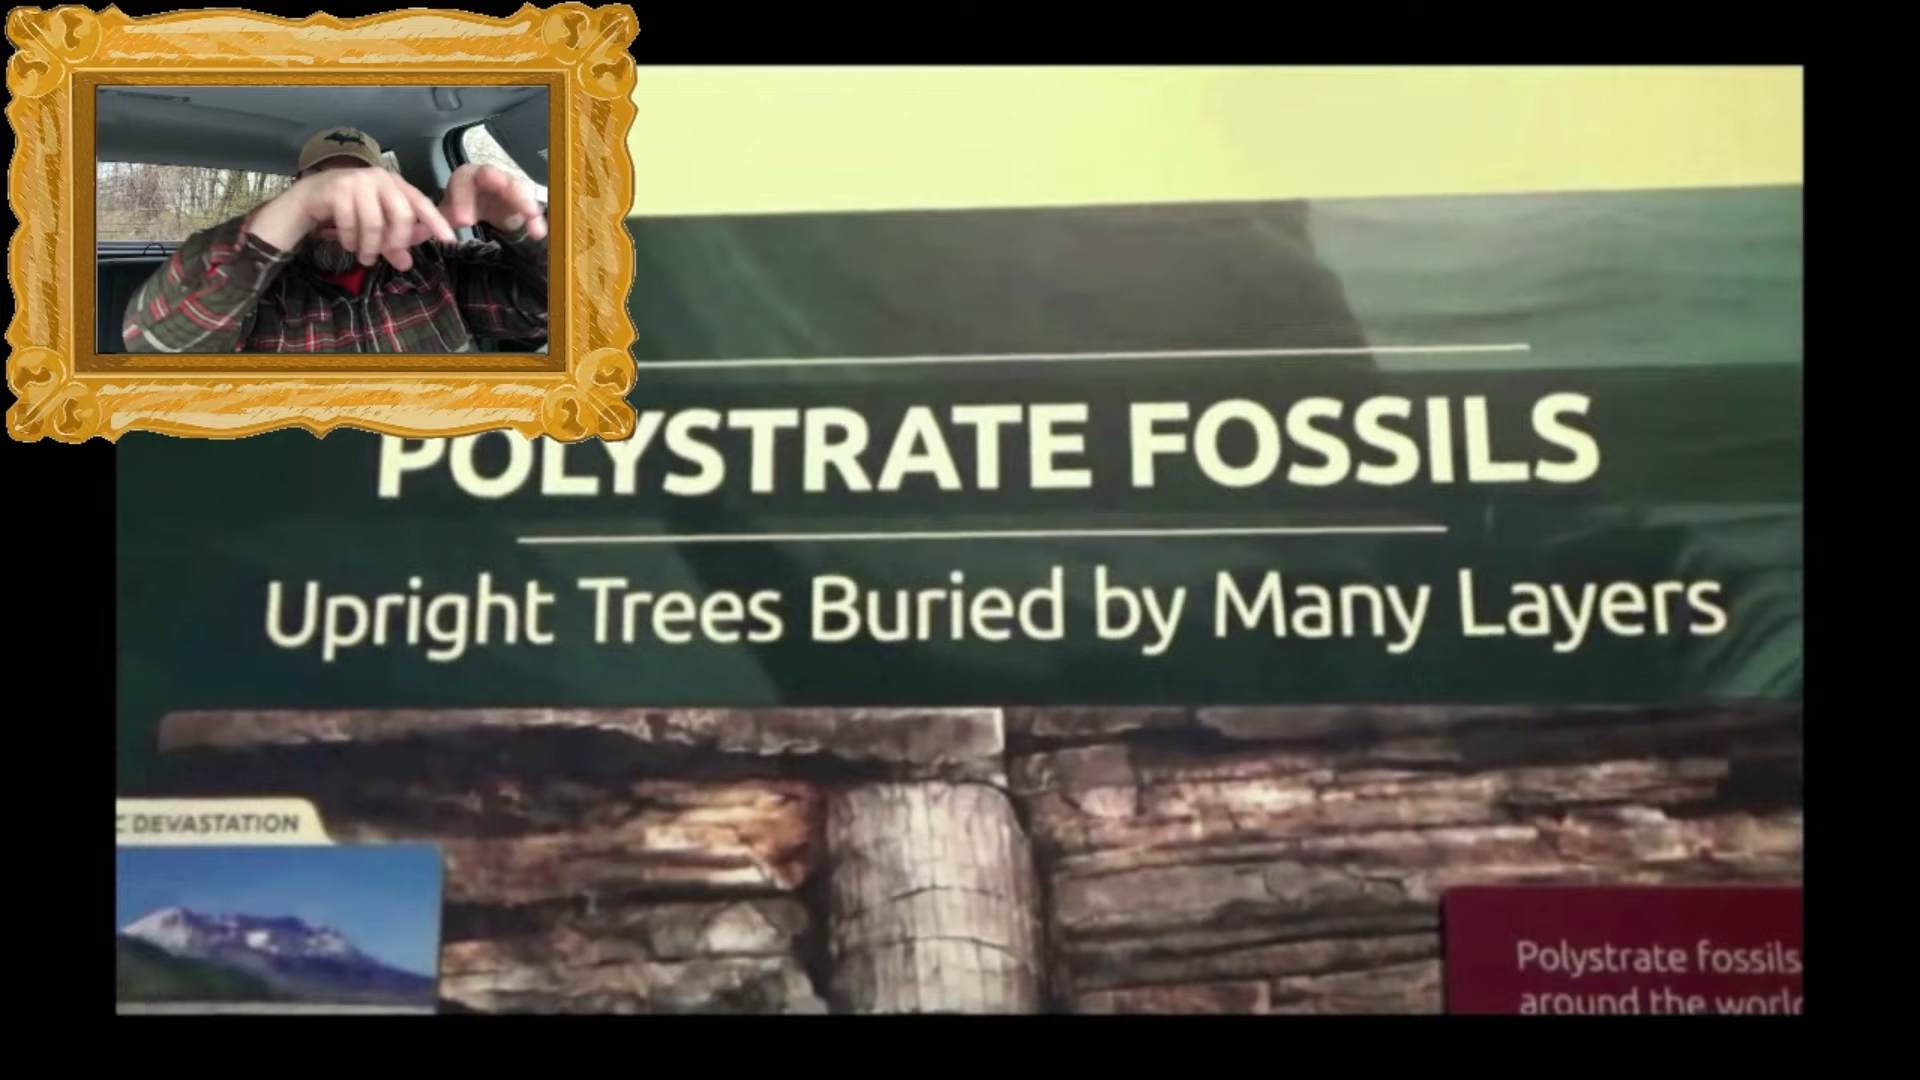 POLYSTRATE FOSSILS
Upright Trees Buried by Many Layers
C DEVASTATION
Polystrate fossils
around the world